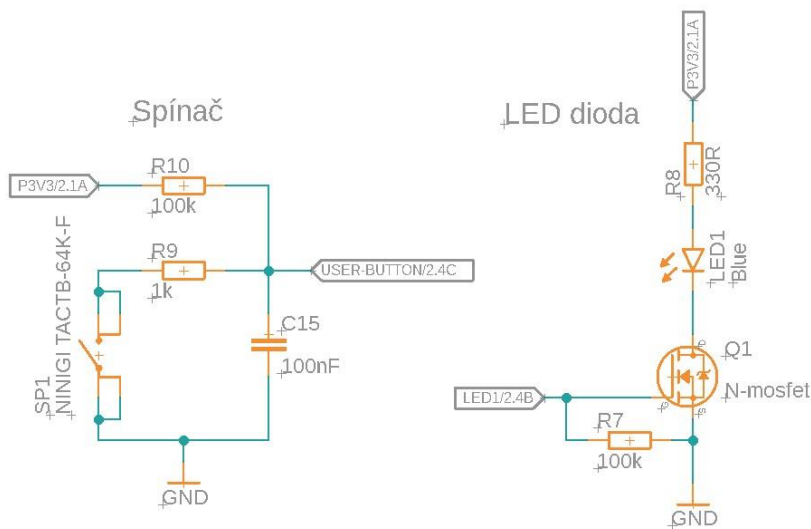 Spínač
P3V3/2.1A
R10
100k
R9
1k
USER-BUTTON/2.4C
SP1
NINIGI TACTB-64K-F
C15
100nF
GND
LED dioda
P3V3/2.1A
R8
330R
LED1
Blue
Q1
N-mosfet
D
G
S
LED1/2.4B
R7
100k
GND